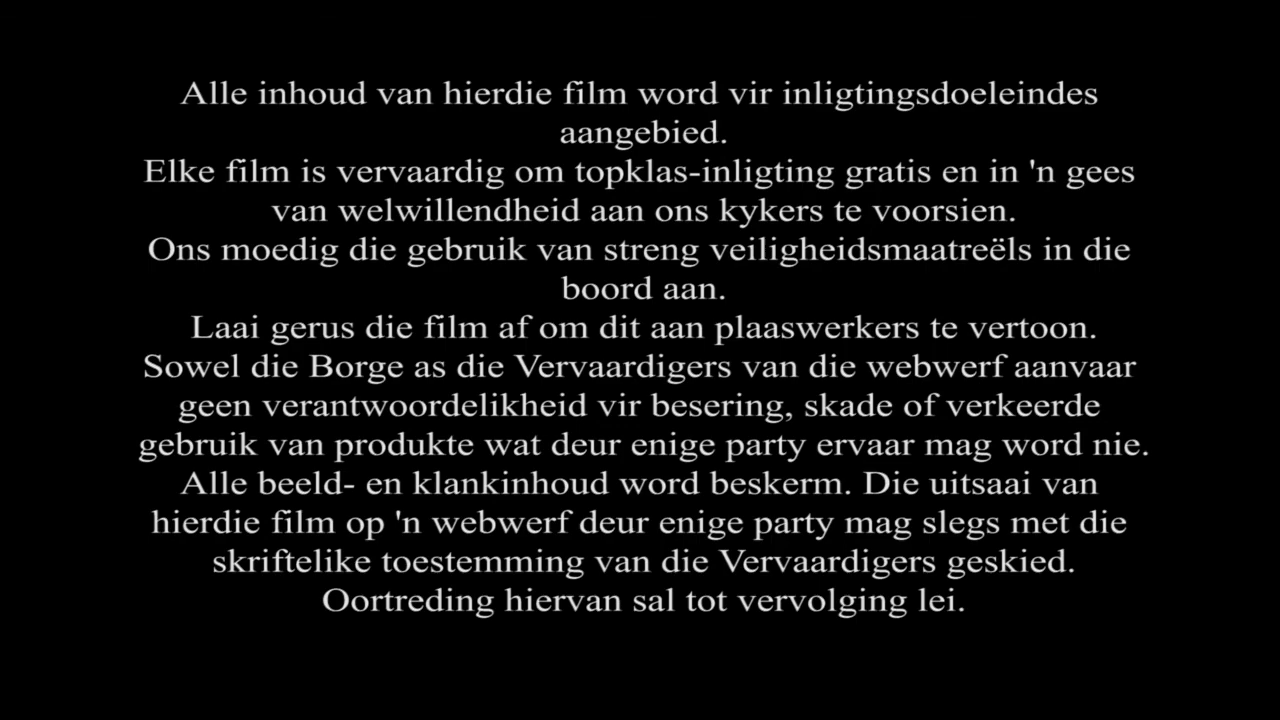 Alle inhoud van hierdie film word vir inligtingsdoeleindes
aangebied.
Elke film is vervaardig om topklas-inligting gratis en in 'n gees
van welwillendheid aan ons kykers te voorsien.
Ons moedig die gebruik van streng veiligheidsmaatreëls in die
boord aan.
Laai gerus die film af om dit aan plaaswerkers te vertoon.
Sowel die Borge as die Vervaardigers van die webwerf aanvaar
geen verantwoordelikheid vir besering, skade of verkeerde
gebruik van produkte wat deur enige party ervaar mag word nie.
Alle beeld- en klankinhoud word beskerm. Die uitsaai van
hierdie film op 'n webwerf deur enige party mag slegs met die
skriftelike toestemming van die Vervaardigers geskied.
Oortreding hiervan sal tot vervolging lei.